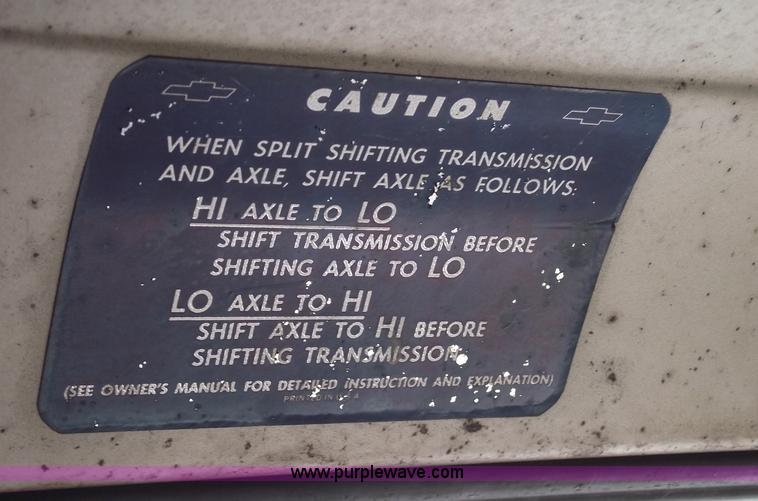 CAUTION
WHEN SPLIT SHIFTING TRANSMISSION
AND AXLE, SHIFT AXLE AS FOLLOWS:
HI AXLE TO LO
SHIFT TRANSMISSION BEFORE
SHIFTING AXLE TO LO
LO AXLE TO HI
SHIFT AXLE TO HI BEFORE
SHIFTING TRANSMISSION
(SEE OWNER'S MANUAL FOR DETAILED INSTRUCTION AND EXPLANATION)
PRINTED IN U.S.A
www.purplewave.com